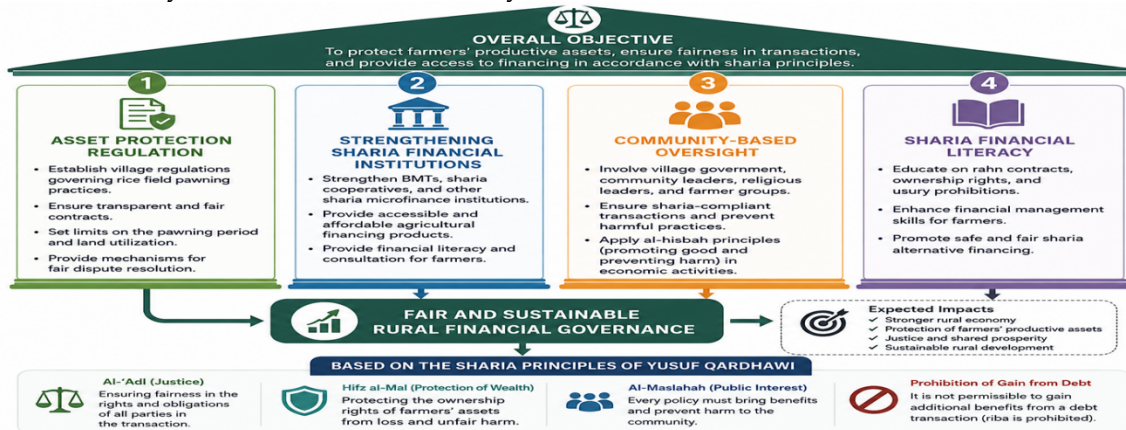 OVERALL OBJECTIVE
To protect farmers' productive assets, ensure fairness in transactions,
and provide access to financing in accordance with sharia principles.
1
ASSET PROTECTION
REGULATION
• Establish village regulations
governing rice field pawning
practices.
• Ensure transparent and fair
contracts.
• Set limits on the pawning period
and land utilization.
• Provide mechanisms for
fair dispute resolution.
2
STRENGTHENING
SHARIA FINANCIAL
INSTITUTIONS
• Strengthen BMTs, sharia
cooperatives, and other
sharia microfinance institutions.
• Provide accessible and
affordable agricultural
financing products.
• Provide financial literacy and
consultation for farmers.
3
COMMUNITY-BASED
OVERSIGHT
• Involve village government,
community leaders, religious
leaders, and farmer groups.
• Ensure sharia-compliant
transactions and prevent
harmful practices.
• Apply al-hisbah principles
(promoting good and
preventing harm) in
economic activities.
4
SHARIA FINANCIAL
LITERACY
• Educate on rahn contracts,
ownership rights, and
usury prohibitions.
• Enhance financial management
skills for farmers.
• Promote safe and fair sharia
alternative financing.
FAIR AND SUSTAINABLE
RURAL FINANCIAL GOVERNANCE
Expected Impacts
✓ Stronger rural economy
✓ Protection of farmers' productive assets
✓ Justice and shared prosperity
✓ Sustainable rural development
BASED ON THE SHARIA PRINCIPLES OF YUSUF QARDHAWI
Al-'Adl (Justice)
Ensuring fairness in the
rights and obligations
of all parties in
the transaction.
Hifz al-Mal (Protection of Wealth)
Protecting the ownership
rights of farmers' assets
from loss and unfair harm.
Al-Maslahah (Public Interest)
Every policy must bring benefits
and prevent harm to the
community.
Prohibition of Gain from Debt
It is not permissible to gain
additional benefits from a debt
transaction (riba is prohibited).